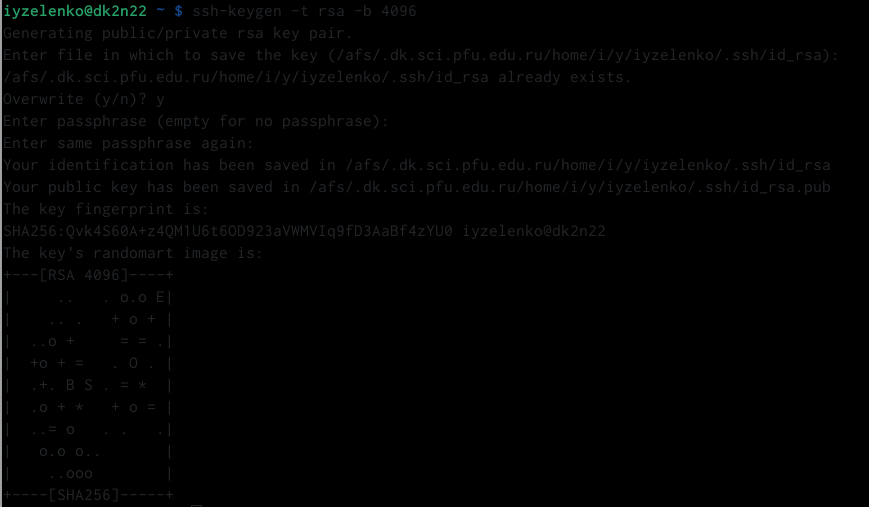 iyzelenko@dk2n22 ~ $ ssh-keygen -t rsa -b 4096
Generating public/private rsa key pair.
Enter file in which to save the key (/afs/.dk.sci.pfu.edu.ru/home/i/y/iyzelenko/.ssh/id_rsa):
/afs/.dk.sci.pfu.edu.ru/home/i/y/iyzelenko/.ssh/id_rsa already exists.
Overwrite (y/n)? y
Enter passphrase (empty for no passphrase):
Enter same passphrase again:
Your identification has been saved in /afs/.dk.sci.pfu.edu.ru/home/i/y/iyzelenko/.ssh/id_rsa
Your public key has been saved in /afs/.dk.sci.pfu.edu.ru/home/i/y/iyzelenko/.ssh/id_rsa.pub
The key fingerprint is:
SHA256:Qvk4S60A+z4QM1U6t6OD923aVWMVIq9fD3AaBf4zYU0 iyzelenko@dk2n22
The key's randomart image is:
+---[RSA 4096]----+
|     ..   . o.o E|
|    .. .   + o + |
|  ..o +     = = .|
|  +o + =   . O . |
|  .+. B S . = *  |
|  .o + *   + o = |
|  ..= o   . .   .|
|   o.o o..       |
|    ..ooo        |
+----[SHA256]-----+